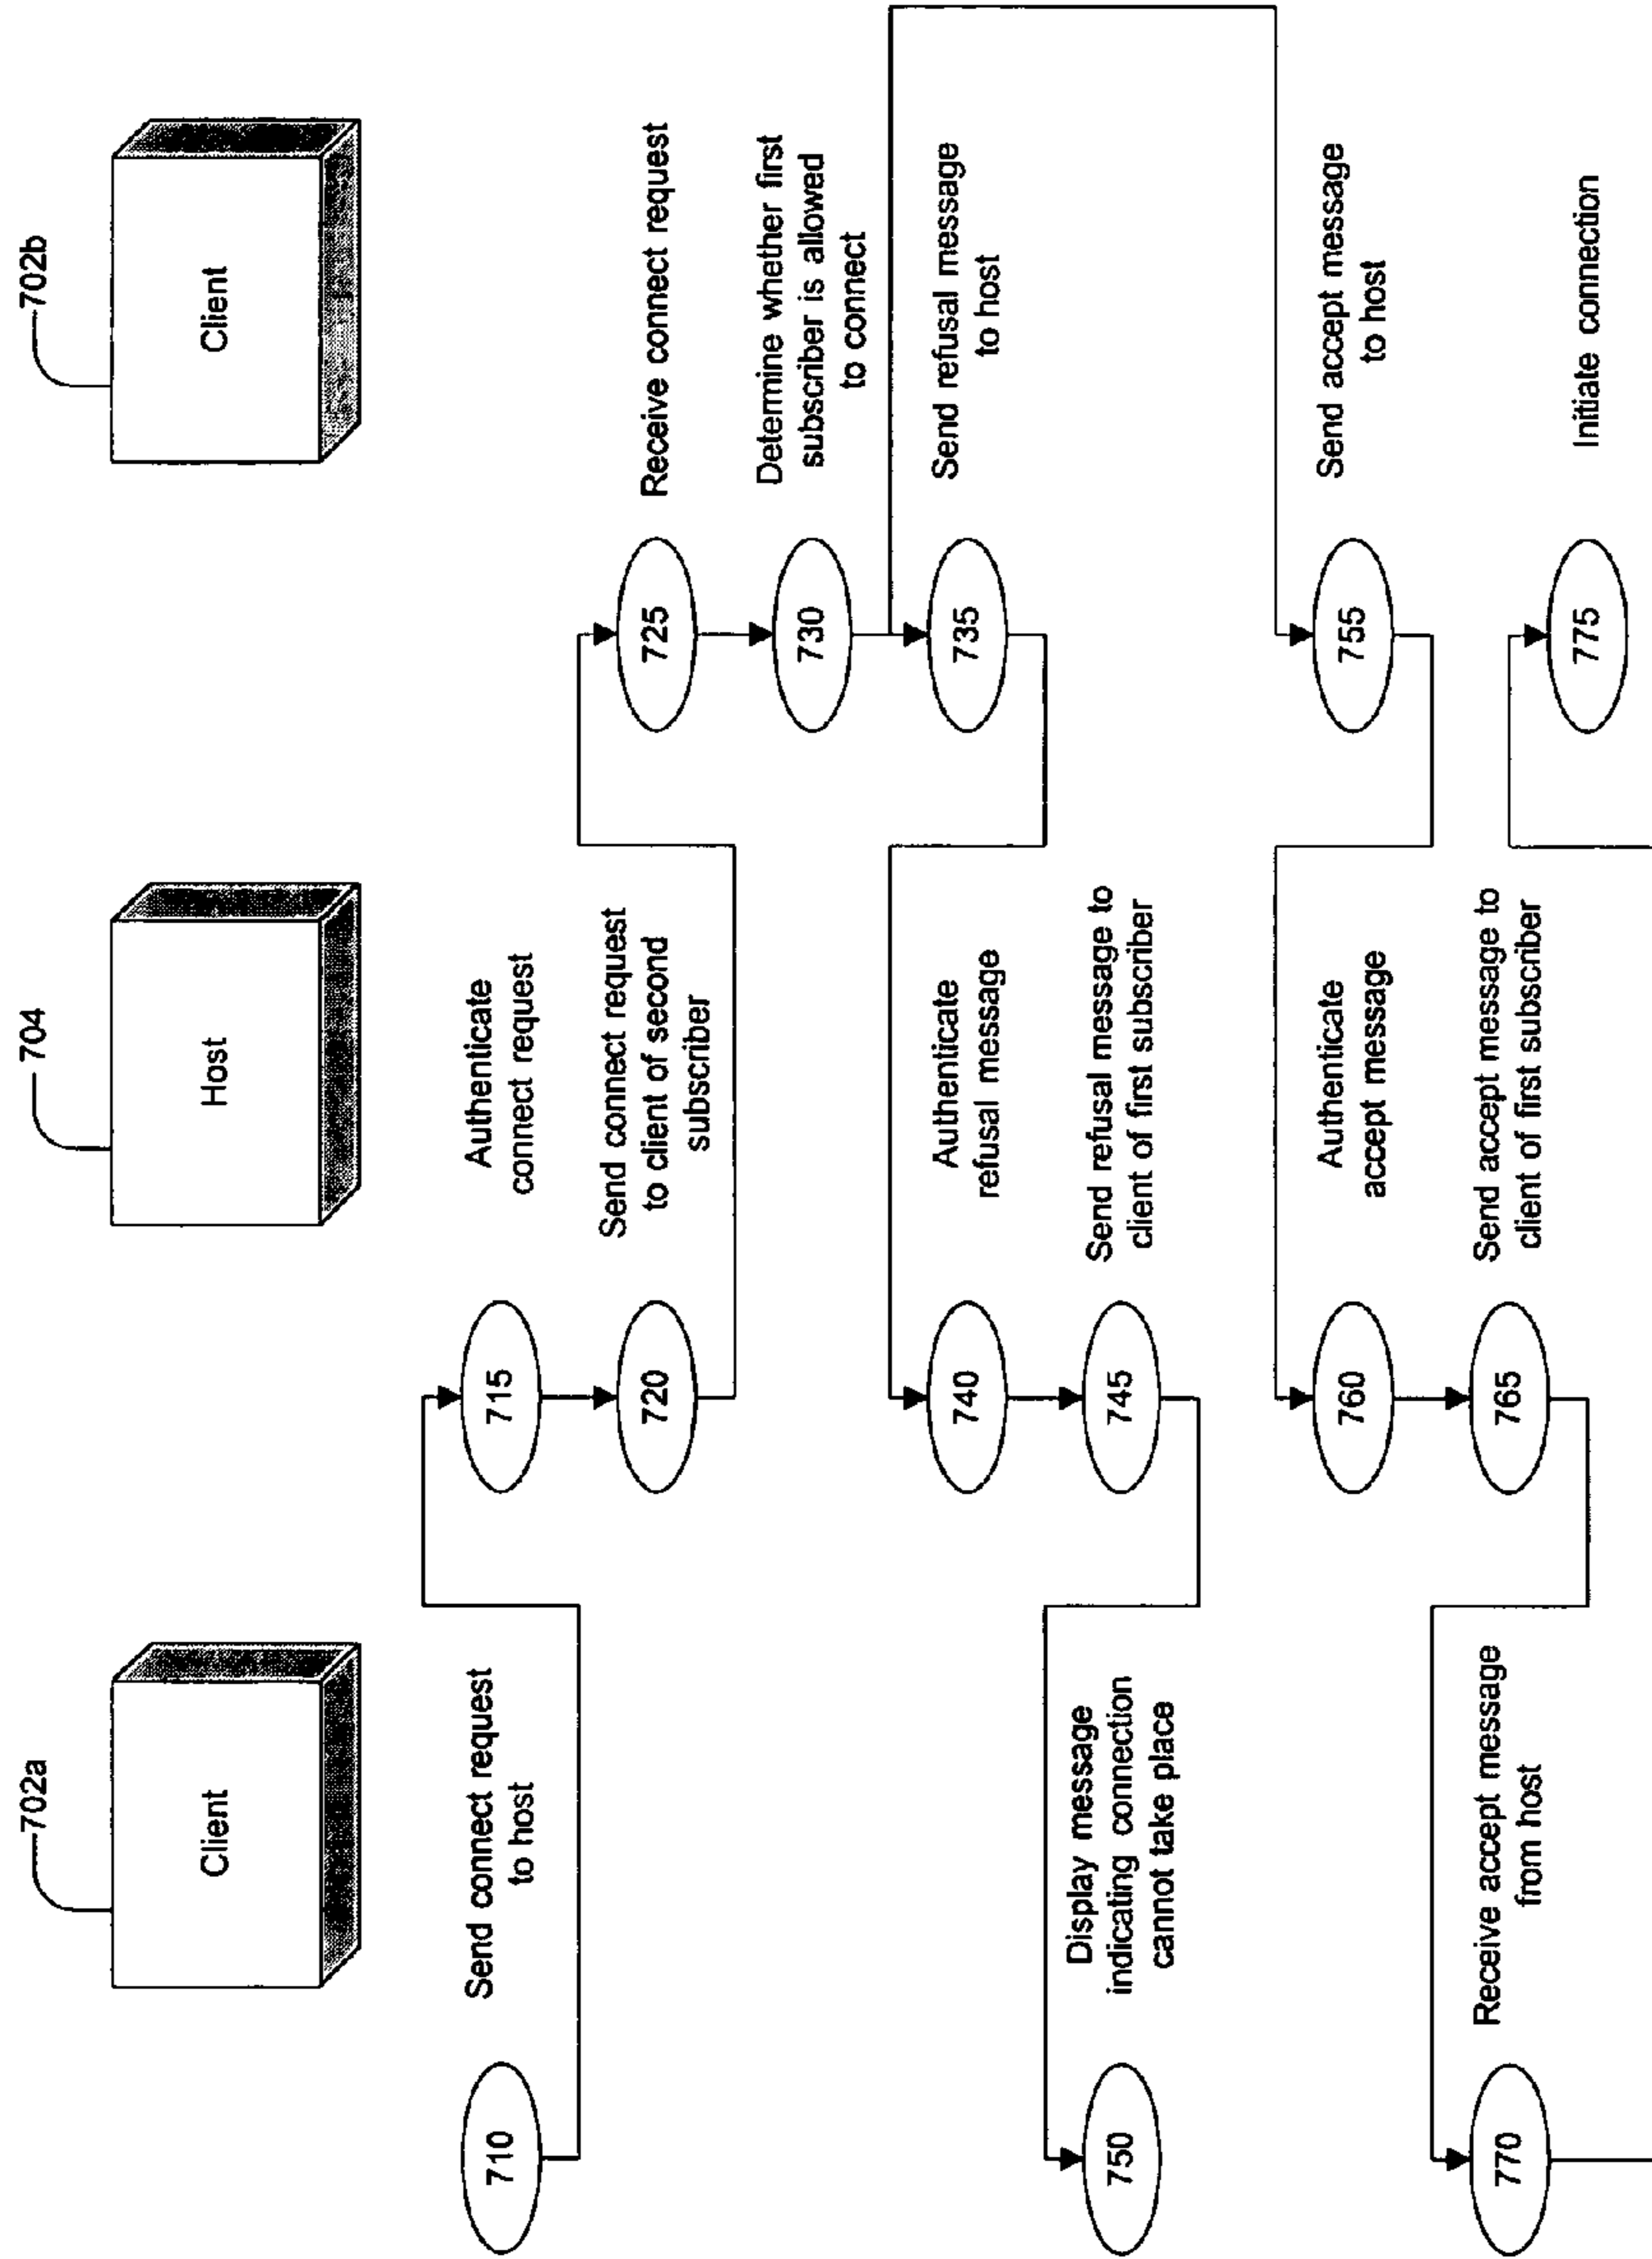 702a
704
702b
Client
Host
Client
710
Send connect request
to host
715
Authenticate
connect request
720
Send connect request
to client of second
subscriber
725
Receive connect request
730
Determine whether first
subscriber is allowed
to connect
735
Send refusal message
to host
740
Authenticate
refusal message
745
Send refusal message to
client of first subscriber
750
Display message
indicating connection
cannot take place
755
Send accept message
to host
760
Authenticate
accept message
765
Send accept message to
client of first subscriber
770
Receive accept message
from host
775
Initiate connection